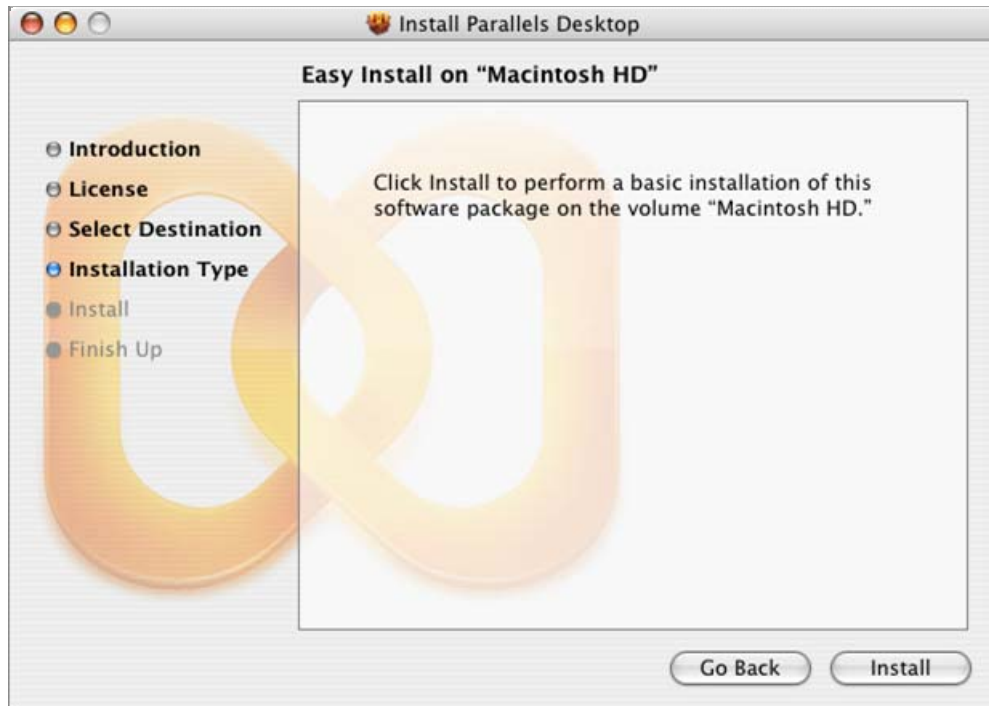 Install Parallels Desktop
Easy Install on “Macintosh HD”
Introduction
License
Select Destination
Installation Type
Install
Finish Up
Click Install to perform a basic installation of this
software package on the volume “Macintosh HD.”
Go Back
Install